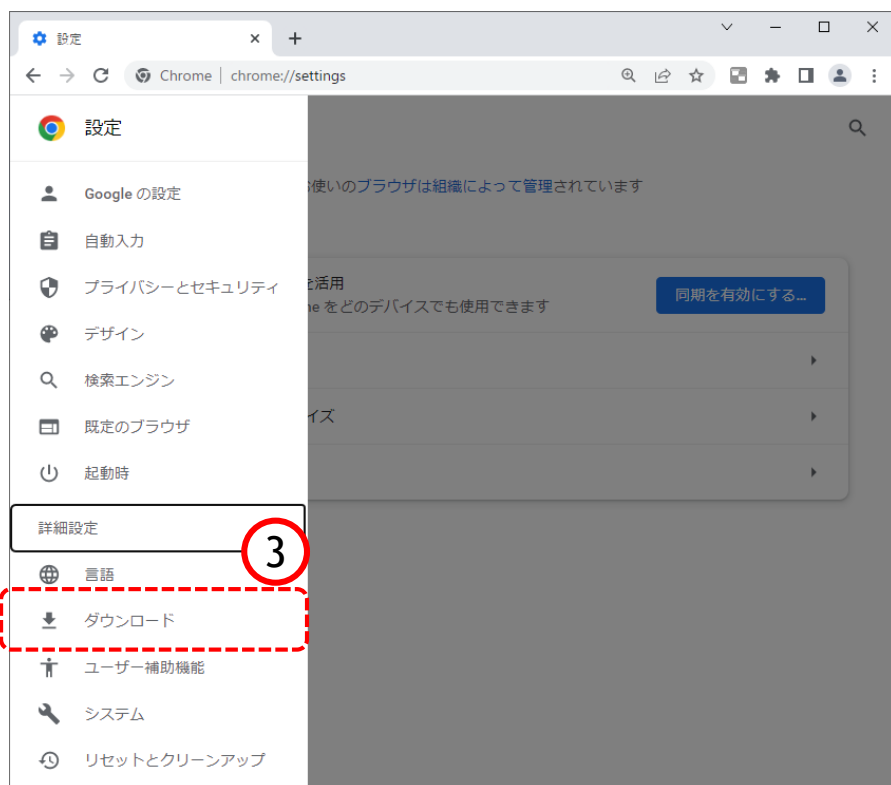 設定
Chrome | chrome://settings
設定
Google の設定
使いのブラウザは組織によって管理されています
自動入力
プライバシーとセキュリティ
を活用
同期を有効にする...
me をどのデバイスでも使用できます
デザイン
検索エンジン
イズ
既定のブラウザ
起動時
詳細設定
3
言語
ダウンロード
ユーザー補助機能
システム
リセットとクリーンアップ